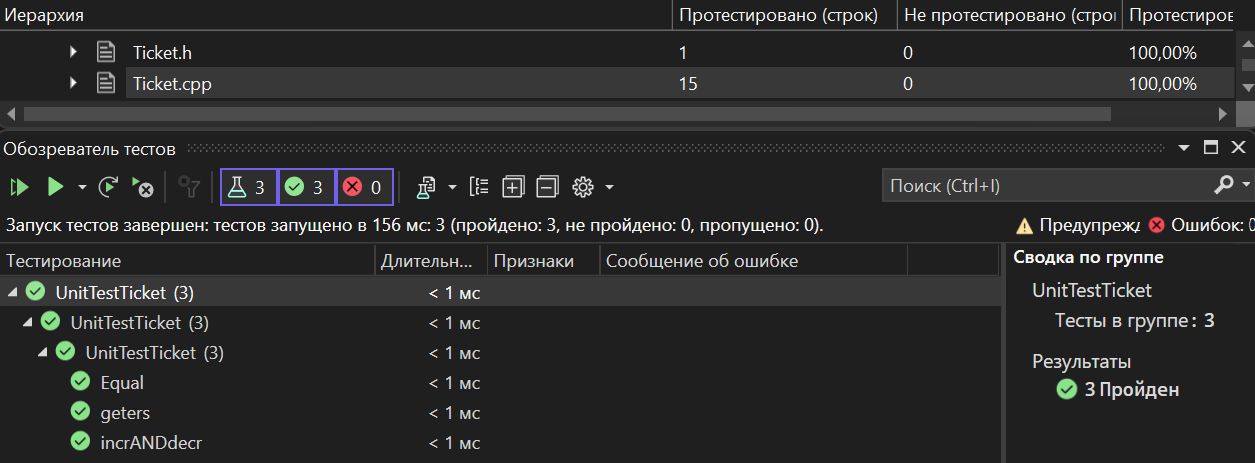 Иерархия Протестировано (строк) Не протестировано (строк Протестиров
Ticket.h 1 0 100,00%
Ticket.cpp 15 0 100,00%
Обозреватель тестов
3 3 0 Поиск (Ctrl+I)
Запуск тестов завершен: тестов запущено в 156 мс: 3 (пройдено: 3, не пройдено: 0, пропущено: 0). Предупрежд Ошибок: 0
Тестирование Длительн... Признаки Сообщение об ошибке
UnitTestTicket (3) < 1 мс
UnitTestTicket (3) < 1 мс
UnitTestTicket (3) < 1 мс
Equal < 1 мс
geters < 1 мс
incrANDdecr < 1 мс
Сводка по группе
UnitTestTicket
Тесты в группе: 3
Результаты
3 Пройден